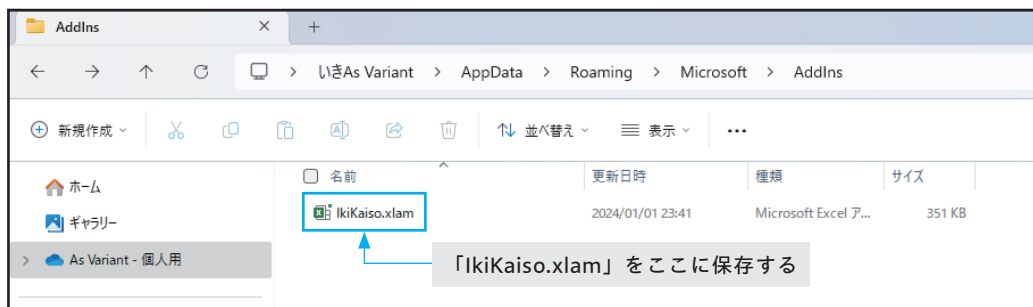 AddIns
いきAs Variant > AppData > Roaming > Microsoft > AddIns
新規作成 並べ替え 表示 •••
名前 更新日時 種類 サイズ
ホーム
IkiKaiso.xlam 2024/01/01 23:41 Microsoft Excel ア... 351 KB
ギャラリー
As Variant - 個人用
「IkiKaiso.xlam」をここに保存する